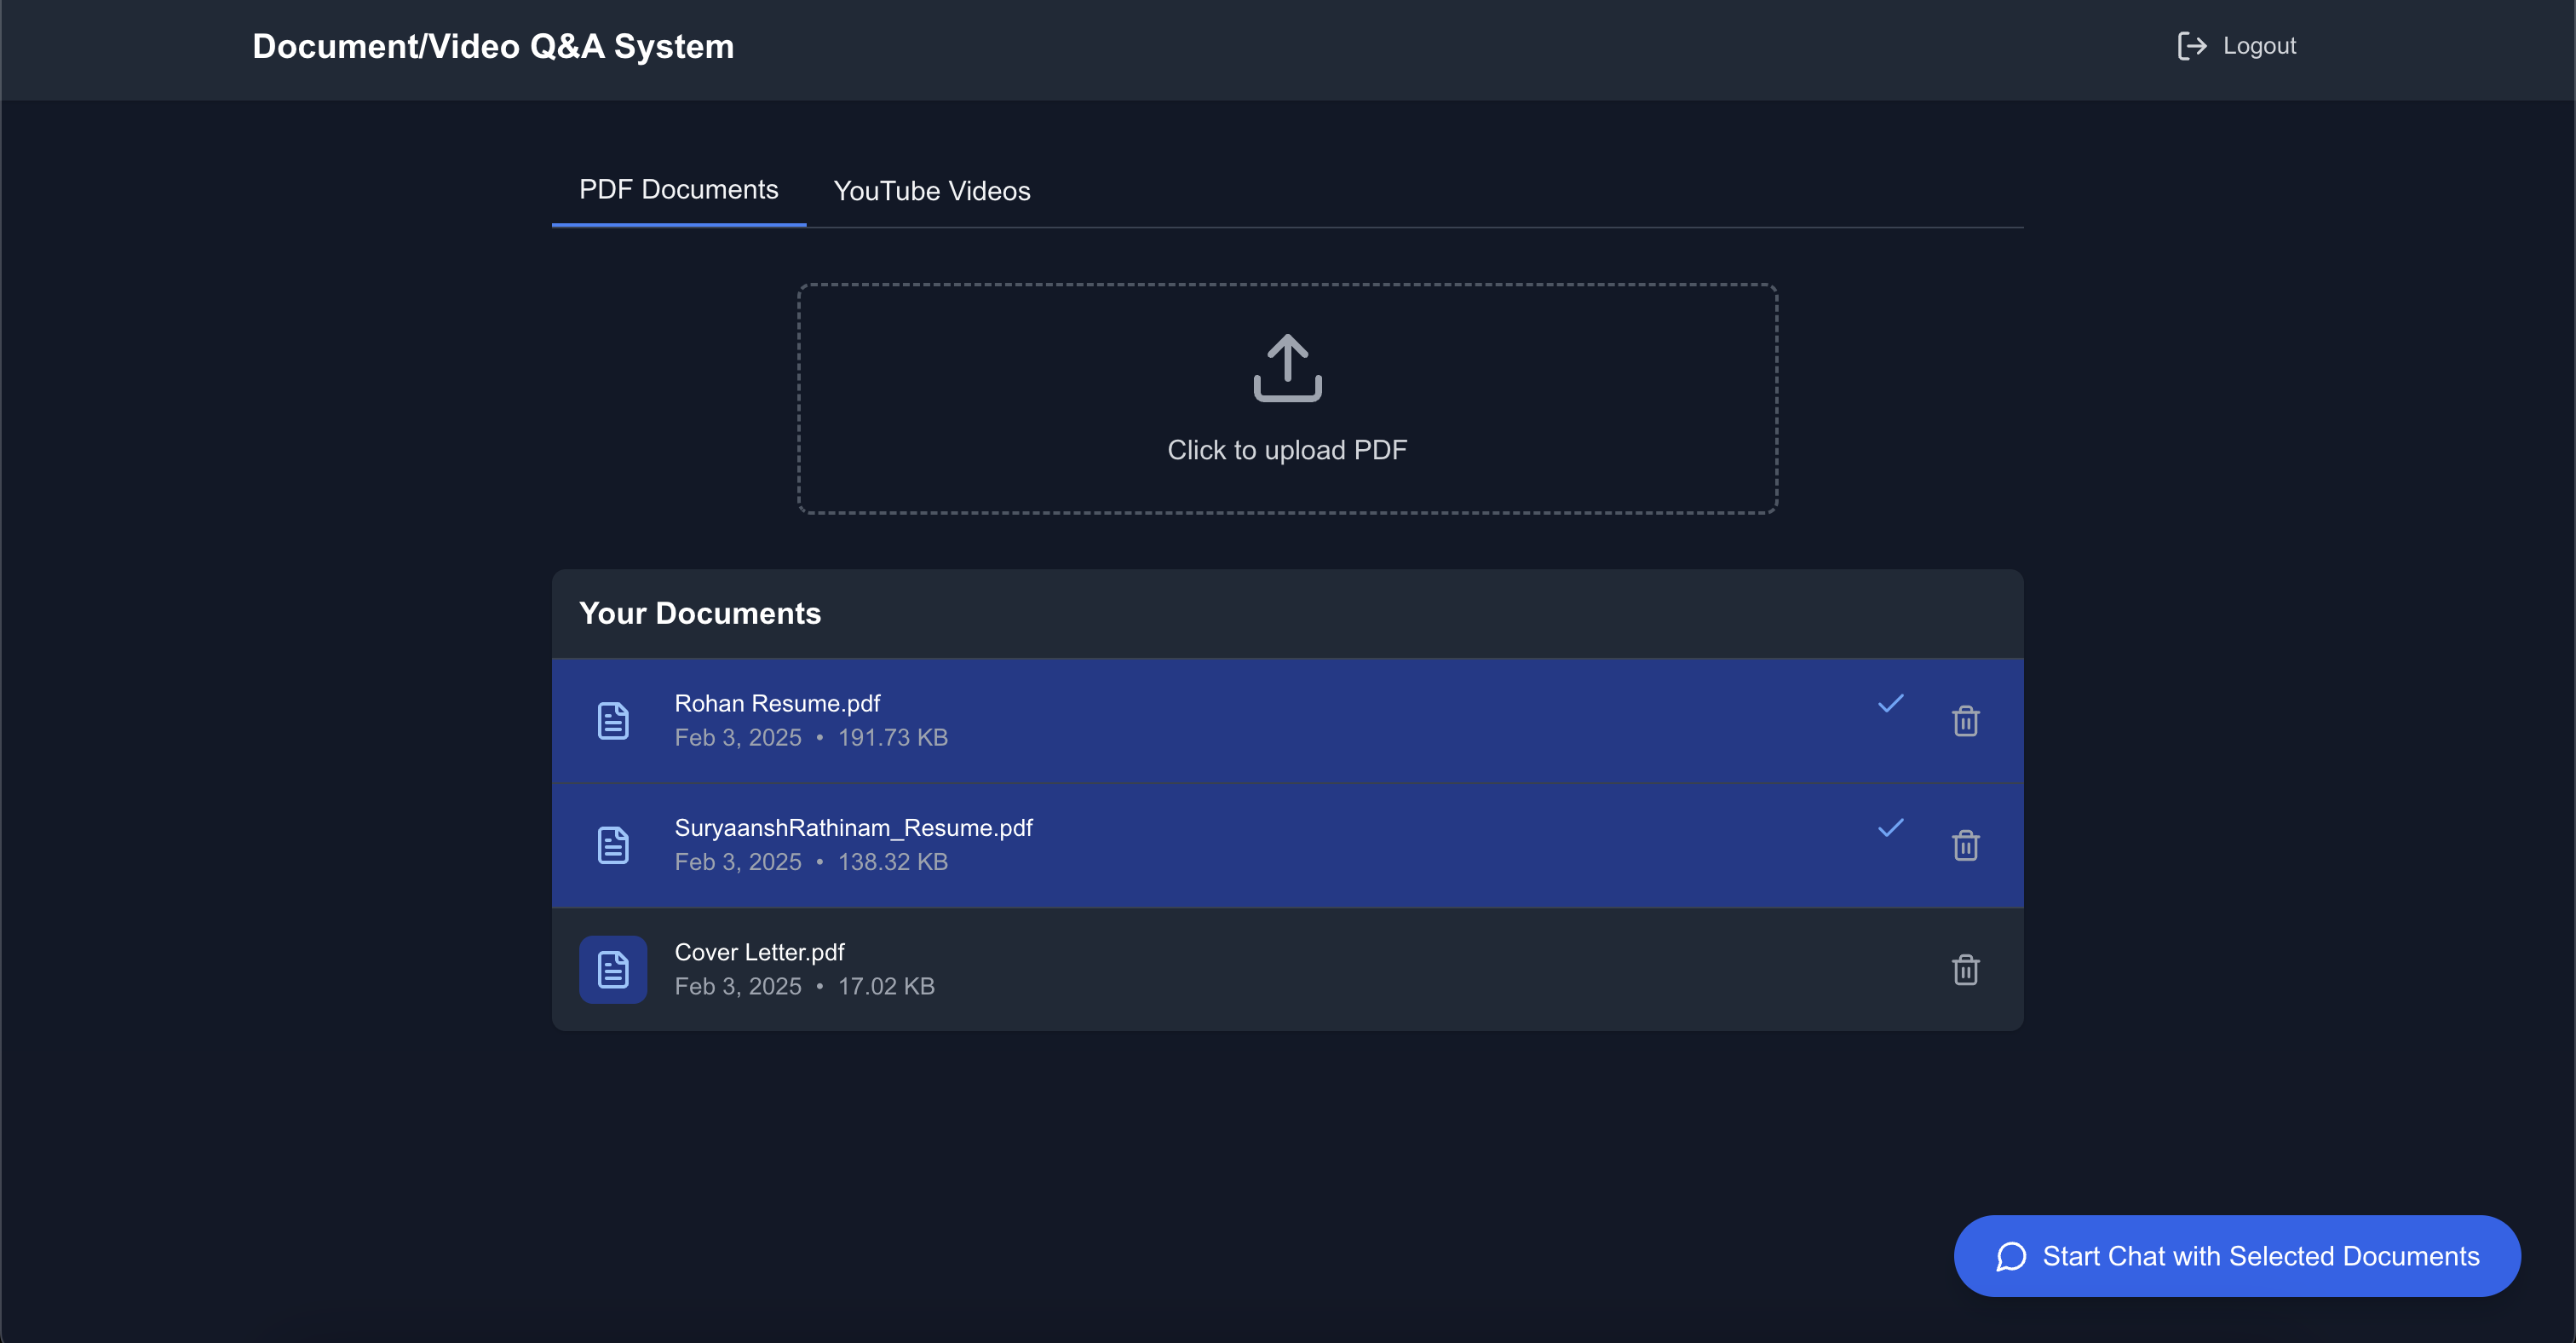 Document/Video Q&A System
Logout
PDF Documents
YouTube Videos
Click to upload PDF
Your Documents
Rohan Resume.pdf
Feb 3, 2025 • 191.73 KB
SuryaanshRathinam_Resume.pdf
Feb 3, 2025 • 138.32 KB
Cover Letter.pdf
Feb 3, 2025 • 17.02 KB
Start Chat with Selected Documents